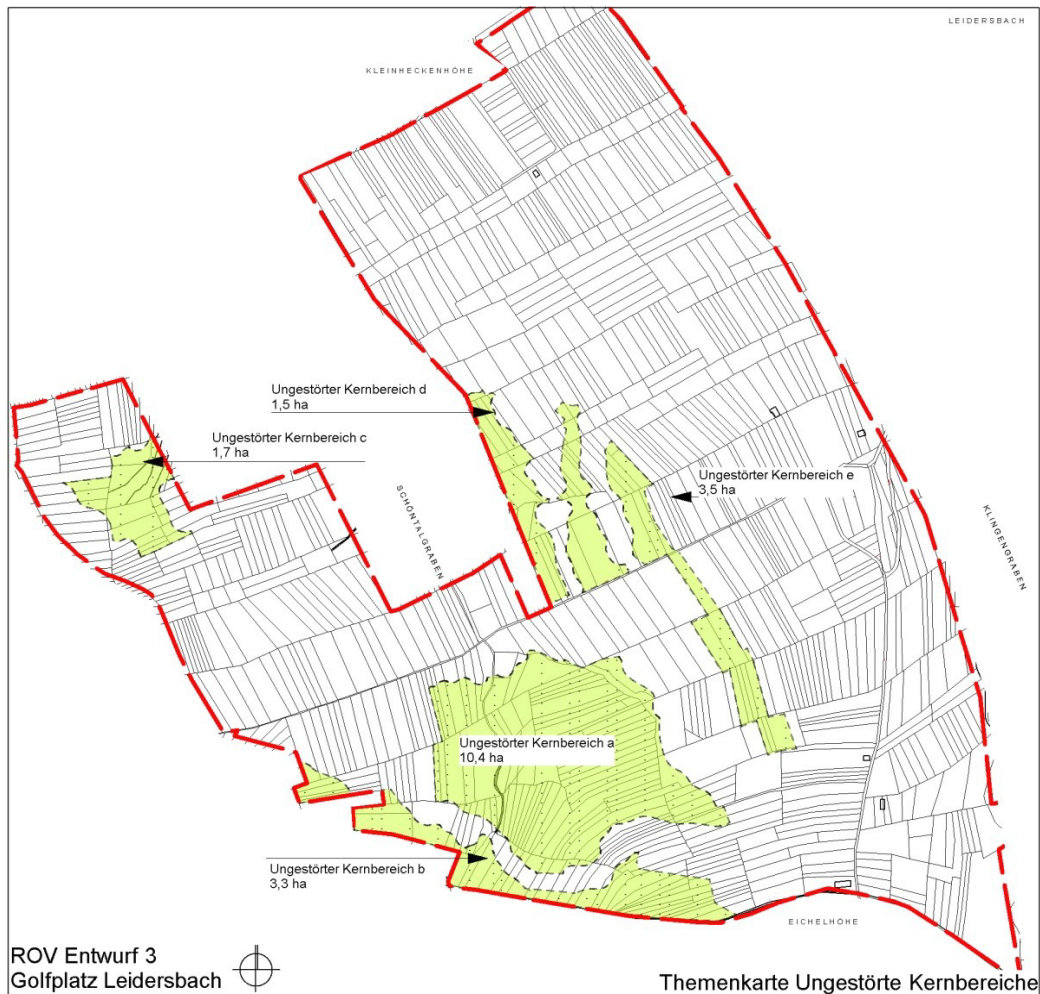 LEIDERSBACH
KLEINHECKENHÖHE
Ungestörter Kernbereich d
1,5 ha
Ungestörter Kernbereich c
1,7 ha
Ungestörter Kernbereich e
3,5 ha
SCHÖNTALGRABEN
KLINGENGRABEN
Ungestörter Kernbereich a
10,4 ha
Ungestörter Kernbereich b
3,3 ha
EICHELHÖHE
ROV Entwurf 3
Golfplatz Leidersbach
Themenkarte Ungestörte Kernbereiche